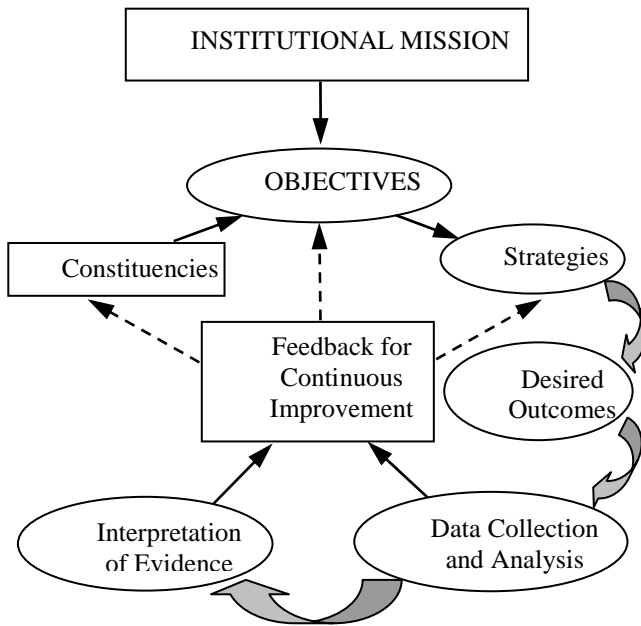 INSTITUTIONAL MISSION
OBJECTIVES
Constituencies
Strategies
Feedback for
Continuous
Improvement
Desired
Outcomes
Interpretation
of Evidence
Data Collection
and Analysis